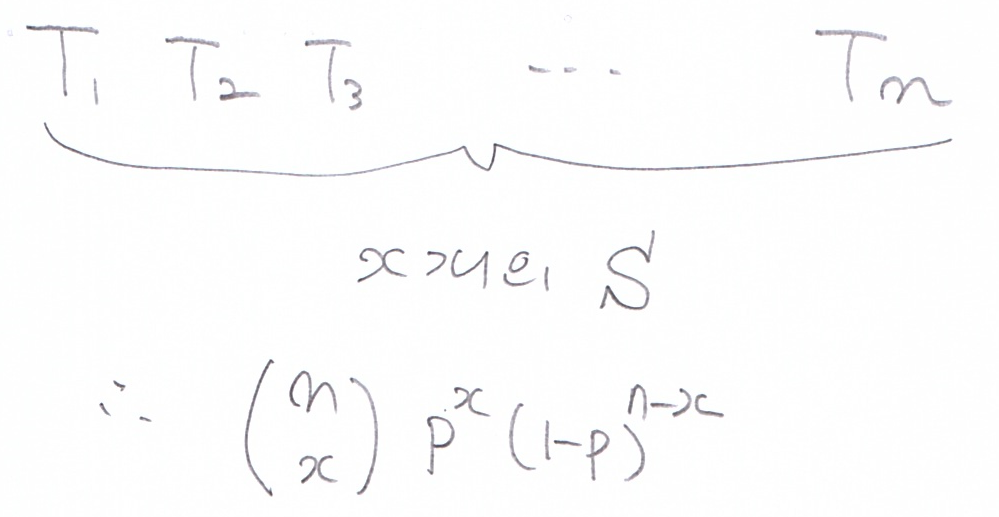 T₁ T₂ T₃ ... Tₙ
x개의 S
∴ (n x) p^x (1-p)^{n-x}